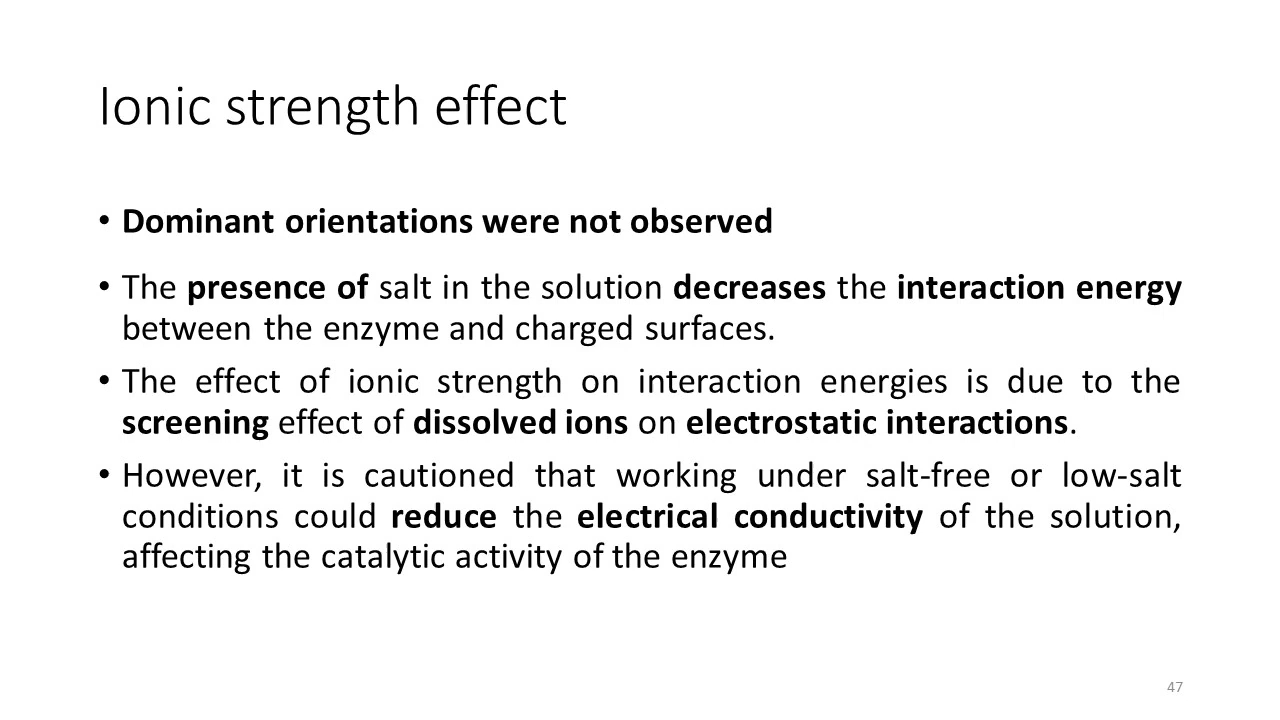 Ionic strength effect
• Dominant orientations were not observed
• The presence of salt in the solution decreases the interaction energy
between the enzyme and charged surfaces.
• The effect of ionic strength on interaction energies is due to the
screening effect of dissolved ions on electrostatic interactions.
• However, it is cautioned that working under salt-free or low-salt
conditions could reduce the electrical conductivity of the solution,
affecting the catalytic activity of the enzyme
47